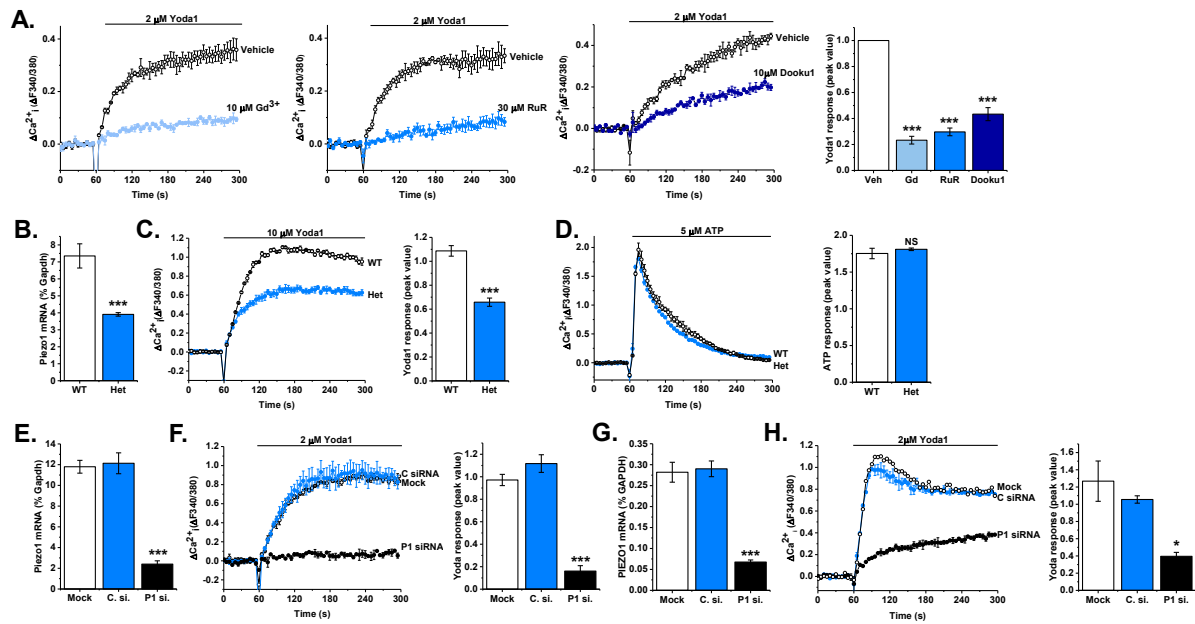 A.
2 µM Yoda1
ΔCa²⁺ᵢ (ΔF340/380)
0.4
0.2
0.0
Vehicle
10 µM Gd³⁺
0 60 120 180 240 300
Time (s)
2 µM Yoda1
ΔCa²⁺ᵢ (ΔF340/380)
0.4
0.2
0.0
Vehicle
30 µM RuR
0 60 120 180 240 300
Time (s)
2 µM Yoda1
ΔCa²⁺ᵢ (ΔF340/380)
0.4
0.2
0.0
-0.2
Vehicle
10µM Dooku1
0 60 120 180 240 300
Time (s)
Yoda1 response (peak value)
1.0
0.8
0.6
0.4
0.2
0.0
*** *** ***
Veh Gd RuR Dooku1
B.
Piezo1 mRNA (% Gapdh)
8
7
6
5
4
3
2
1
0
***
WT Het
C.
10 µM Yoda1
ΔCa²⁺ᵢ (ΔF340/380)
1.2
1.0
0.8
0.6
0.4
0.2
0.0
-0.2
WT
Het
0 60 120 180 240 300
Time (s)
Yoda1 response (peak value)
1.2
1.0
0.8
0.6
0.4
0.2
0.0
***
WT Het
D.
5 µM ATP
ΔCa²⁺ᵢ(ΔF340/380)
2.0
1.5
1.0
0.5
0.0
WT
Het
0 60 120 180 240 300
Time (s)
ATP response (peak value)
2.0
1.5
1.0
0.5
0.0
NS
WT Het
E.
Piezo1 mRNA (% Gapdh)
14
12
10
8
6
4
2
0
***
Mock C. si. P1 si.
F.
2 µM Yoda1
ΔCa²⁺ᵢ(ΔF340/380)
1.2
1.0
0.8
0.6
0.4
0.2
0.0
-0.2
C siRNA
Mock
P1 siRNA
0 60 120 180 240 300
Time (s)
Yoda response (peak value)
1.2
1.0
0.8
0.6
0.4
0.2
0.0
***
Mock C. si. P1 si.
G.
PIEZO1 mRNA (% GAPDH)
0.35
0.30
0.25
0.20
0.15
0.10
0.05
0.00
***
Mock C. si. P1 si.
H.
2µM Yoda1
ΔCa²⁺ᵢ (ΔF340/380)
1.2
1.0
0.8
0.6
0.4
0.2
0.0
Mock
C siRNA
P1 siRNA
0 60 120 180 240 300
Time (s)
Yoda response (peak value)
1.6
1.4
1.2
1.0
0.8
0.6
0.4
0.2
0.0
*
Mock C. si. P1 si.